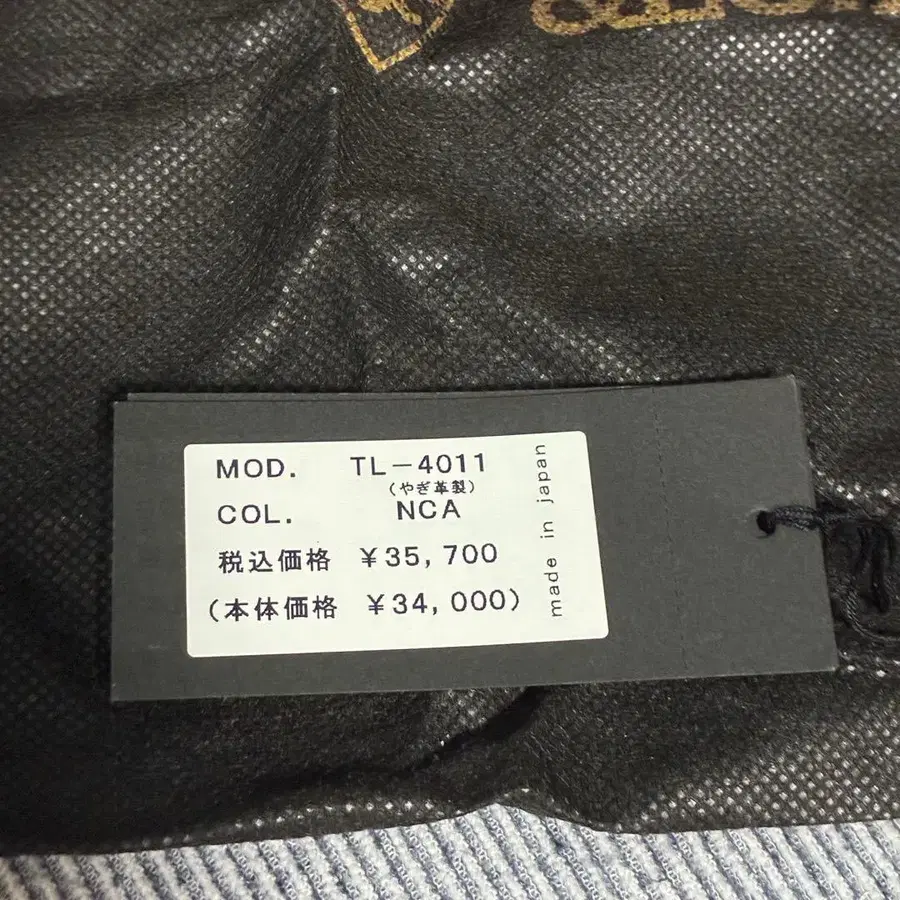 MOD. TL-4011
(やぎ革製)
COL. NCA
税込価格 ¥35,700
(本体価格 ¥34,000)
made in japan